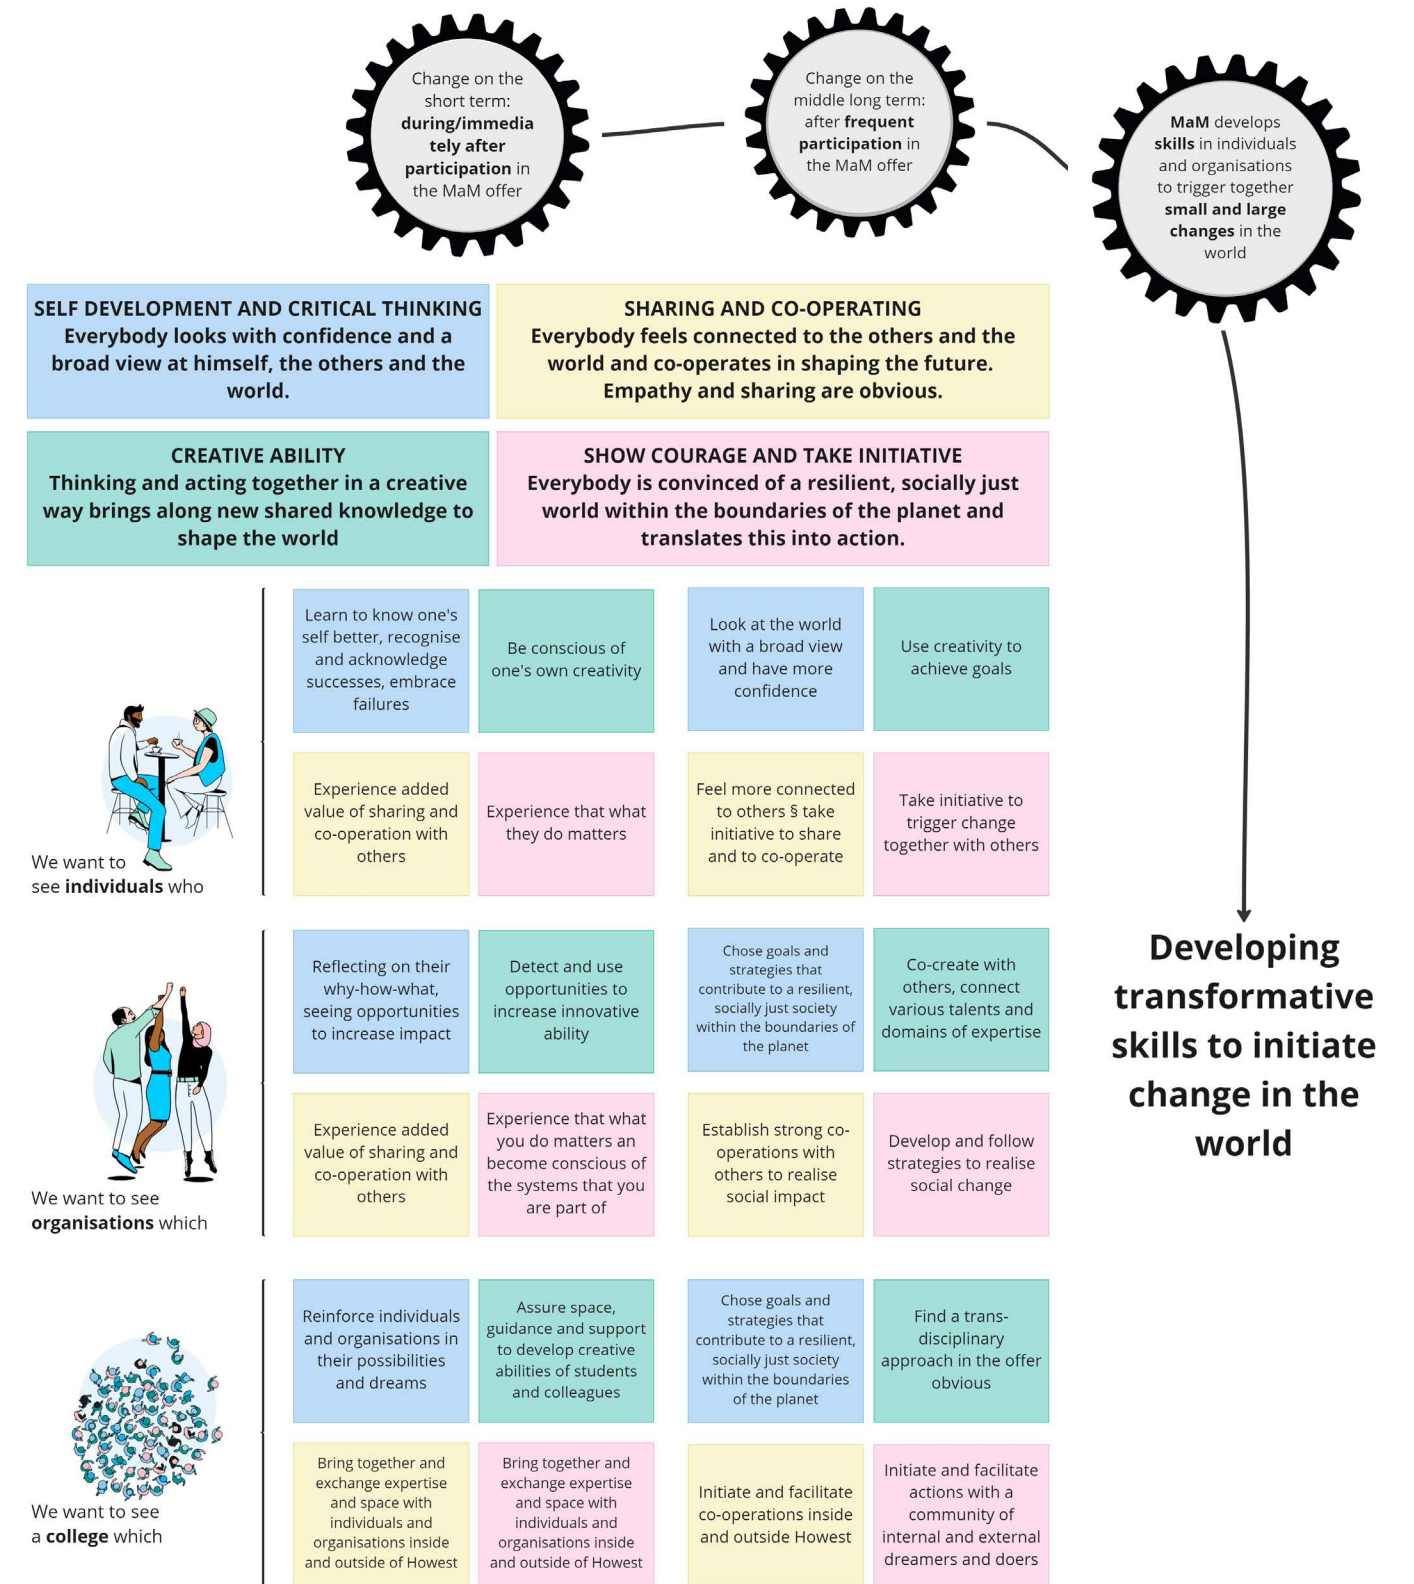 Change on the
short term:
during/immedia
tely after
participation in
the MaM offer
Change on the
middle long term:
after frequent
participation in
the MaM offer
MaM develops
skills in individuals
and organisations
to trigger together
small and large
changes in the
world
SELF DEVELOPMENT AND CRITICAL THINKING
Everybody looks with confidence and a
broad view at himself, the others and the
world.
SHARING AND CO-OPERATING
Everybody feels connected to the others and the
world and co-operates in shaping the future.
Empathy and sharing are obvious.
CREATIVE ABILITY
Thinking and acting together in a creative
way brings along new shared knowledge to
shape the world
SHOW COURAGE AND TAKE INITIATIVE
Everybody is convinced of a resilient, socially just
world within the boundaries of the planet and
translates this into action.
We want to
see individuals who
Learn to know one's
self better, recognise
and acknowledge
successes, embrace
failures
Be conscious of
one's own creativity
Look at the world
with a broad view
and have more
confidence
Use creativity to
achieve goals
Experience added
value of sharing and
co-operation with
others
Experience that what
they do matters
Feel more connected
to others § take
initiative to share
and to co-operate
Take initiative to
trigger change
together with others
We want to see
organisations which
Reflecting on their
why-how-what,
seeing opportunities
to increase impact
Detect and use
opportunities to
increase innovative
ability
Chose goals and
strategies that
contribute to a resilient,
socially just society
within the boundaries of
the planet
Co-create with
others, connect
various talents and
domains of expertise
Experience added
value of sharing and
co-operation with
others
Experience that what
you do matters an
become conscious of
the systems that you
are part of
Establish strong co-
operations with
others to realise
social impact
Develop and follow
strategies to realise
social change
Developing
transformative
skills to initiate
change in the
world
We want to see
a college which
Reinforce individuals
and organisations in
their possibilities
and dreams
Assure space,
guidance and support
to develop creative
abilities of students
and colleagues
Chose goals and
strategies that
contribute to a resilient,
socially just society
within the boundaries
of the planet
Find a trans-
disciplinary
approach in the offer
obvious
Bring together and
exchange expertise
and space with
individuals and
organisations inside
and outside of Howest
Bring together and
exchange expertise
and space with
individuals and
organisations inside
and outside of Howest
Initiate and facilitate
co-operations inside
and outside Howest
Initiate and facilitate
actions with a
community of
internal and external
dreamers and doers